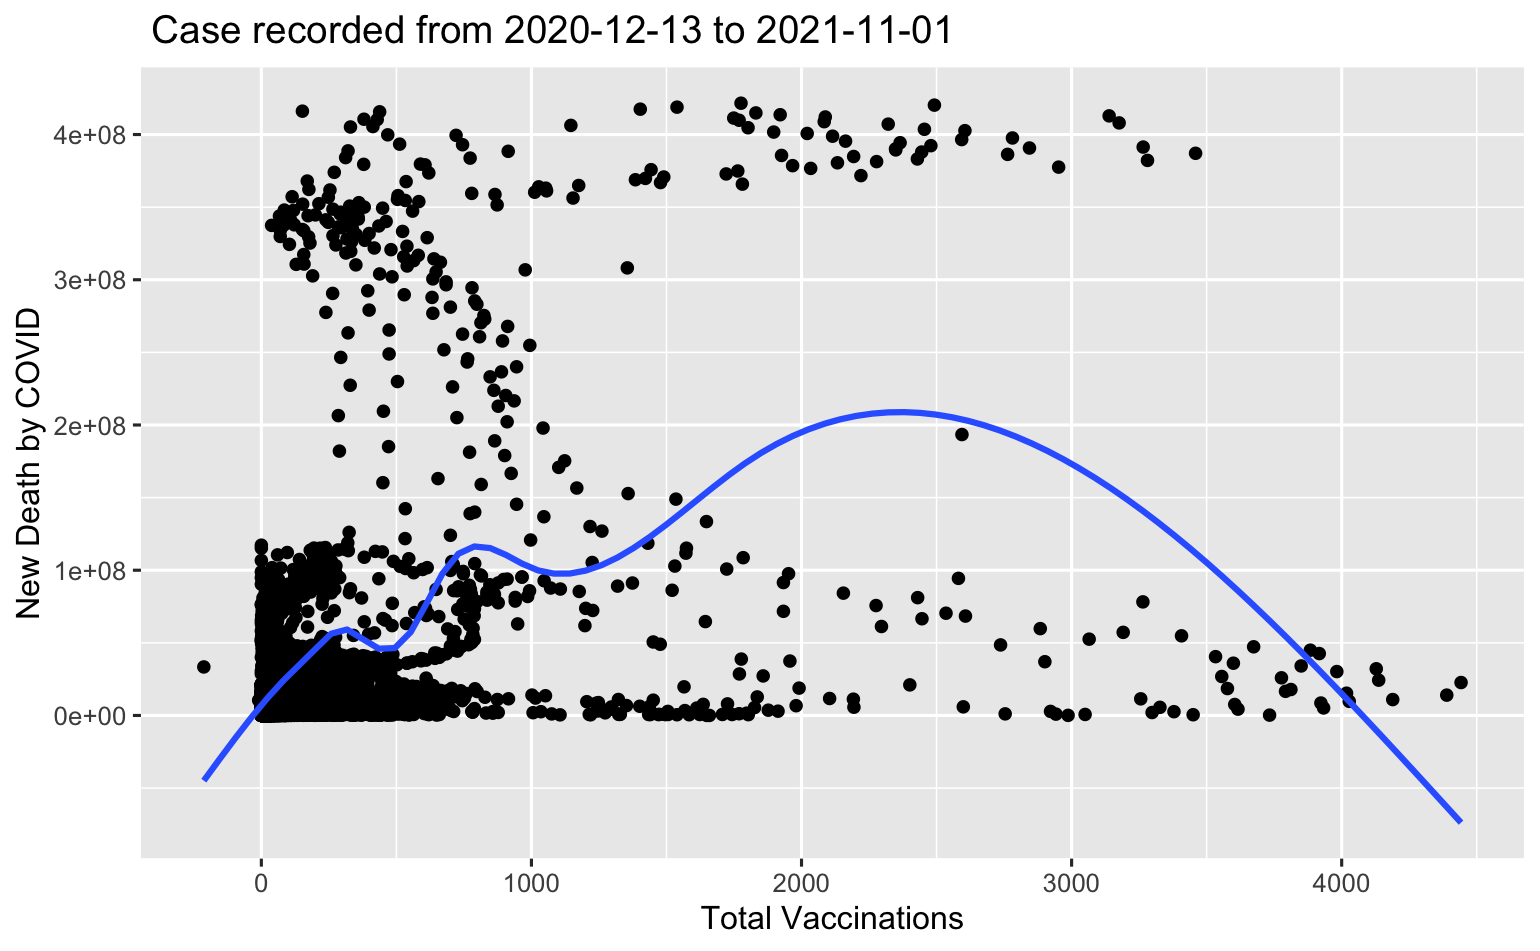 Case recorded from 2020-12-13 to 2021-11-01
New Death by COVID
4e+08
3e+08
2e+08
1e+08
0e+00
0
1000
2000
3000
4000
Total Vaccinations